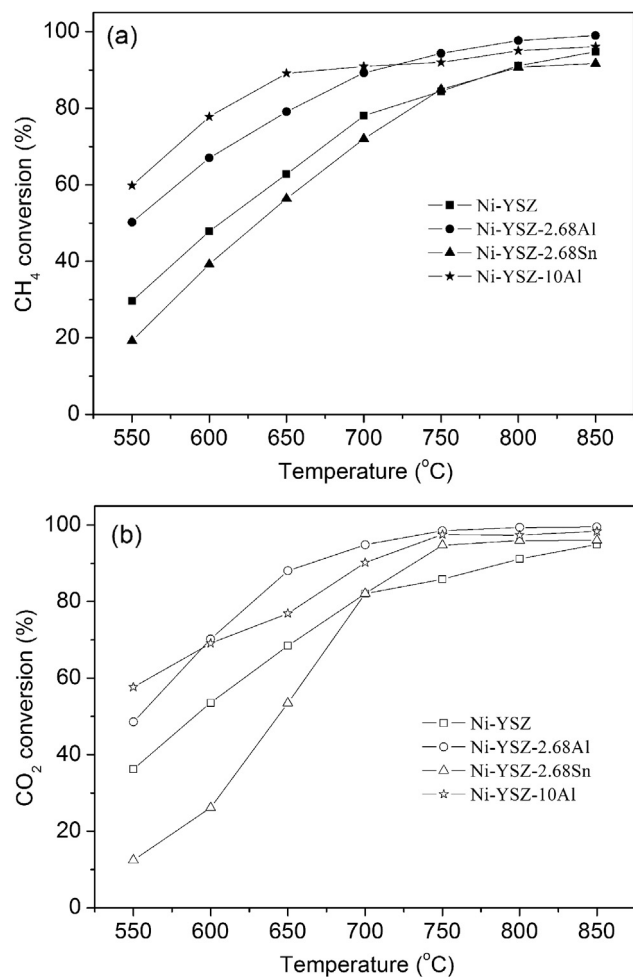 (a)
100
80
60
40
20
0
CH₄ conversion (%)
Ni-YSZ
Ni-YSZ-2.68Al
Ni-YSZ-2.68Sn
Ni-YSZ-10Al
550 600 650 700 750 800 850
Temperature (°C)
(b)
100
80
60
40
20
0
CO₂ conversion (%)
Ni-YSZ
Ni-YSZ-2.68Al
Ni-YSZ-2.68Sn
Ni-YSZ-10Al
550 600 650 700 750 800 850
Temperature (°C)